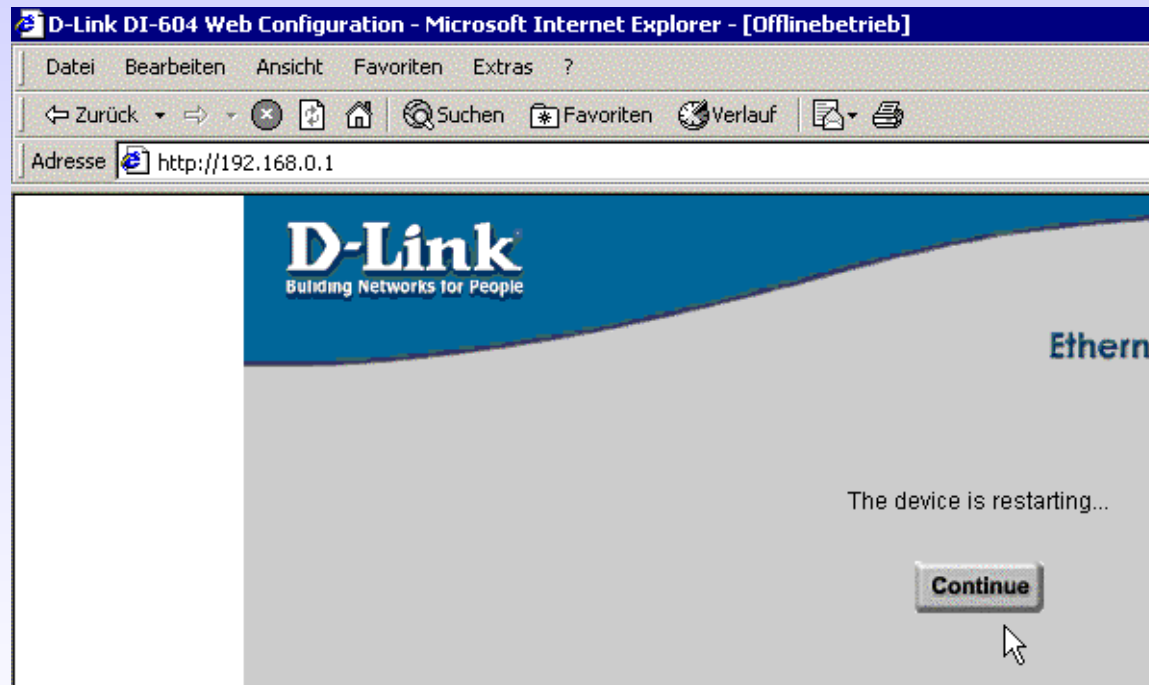 D-Link DI-604 Web Configuration - Microsoft Internet Explorer - [Offlinebetrieb]
Datei Bearbeiten Ansicht Favoriten Extras ?
Zurück Suchen Favoriten Verlauf
Adresse http://192.168.0.1
D-Link
Building Networks for People
Ethern
The device is restarting...
Continue